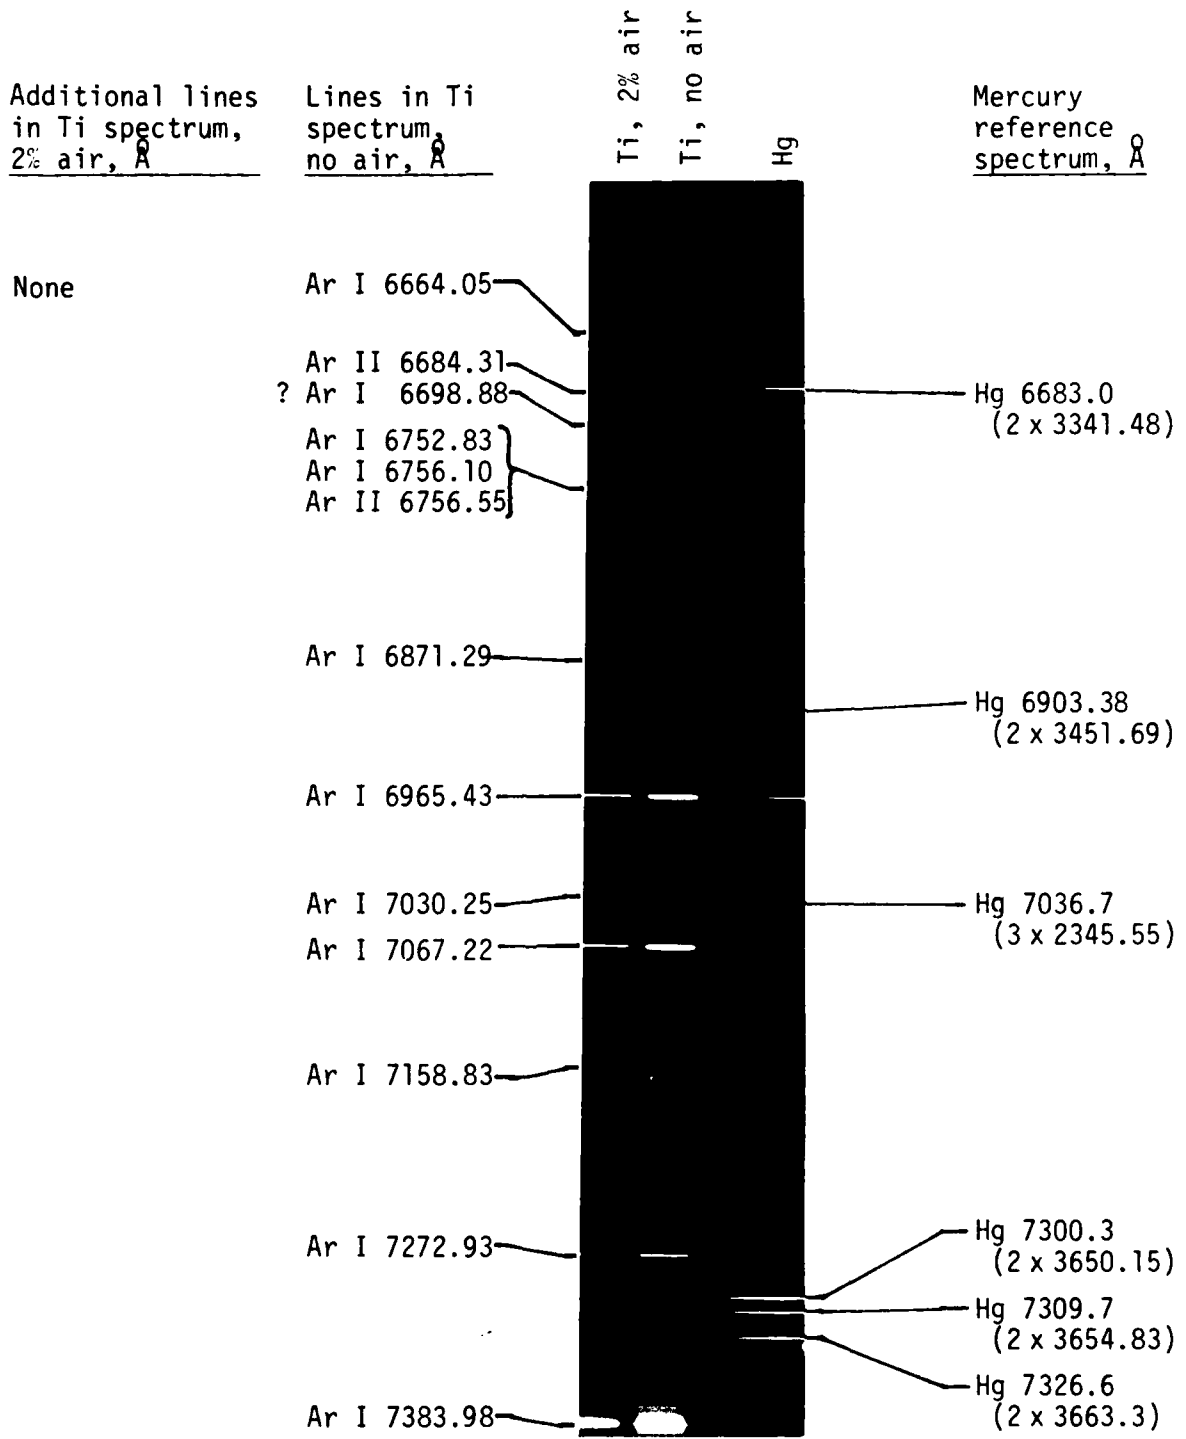 Additional lines
in Ti spectrum,
2% air, Å
None
Lines in Ti
spectrum,
no air, Å
Ar I 6664.05
Ar II 6684.31
? Ar I 6698.88
Ar I 6752.83
Ar I 6756.10
Ar II 6756.55
Ar I 6871.29
Ar I 6965.43
Ar I 7030.25
Ar I 7067.22
Ar I 7158.83
Ar I 7272.93
Ar I 7383.98
Ti, 2% air
Ti, no air
Hg
Mercury
reference
spectrum, Å
Hg 6683.0
(2 x 3341.48)
Hg 6903.38
(2 x 3451.69)
Hg 7036.7
(3 x 2345.55)
Hg 7300.3
(2 x 3650.15)
Hg 7309.7
(2 x 3654.83)
Hg 7326.6
(2 x 3663.3)